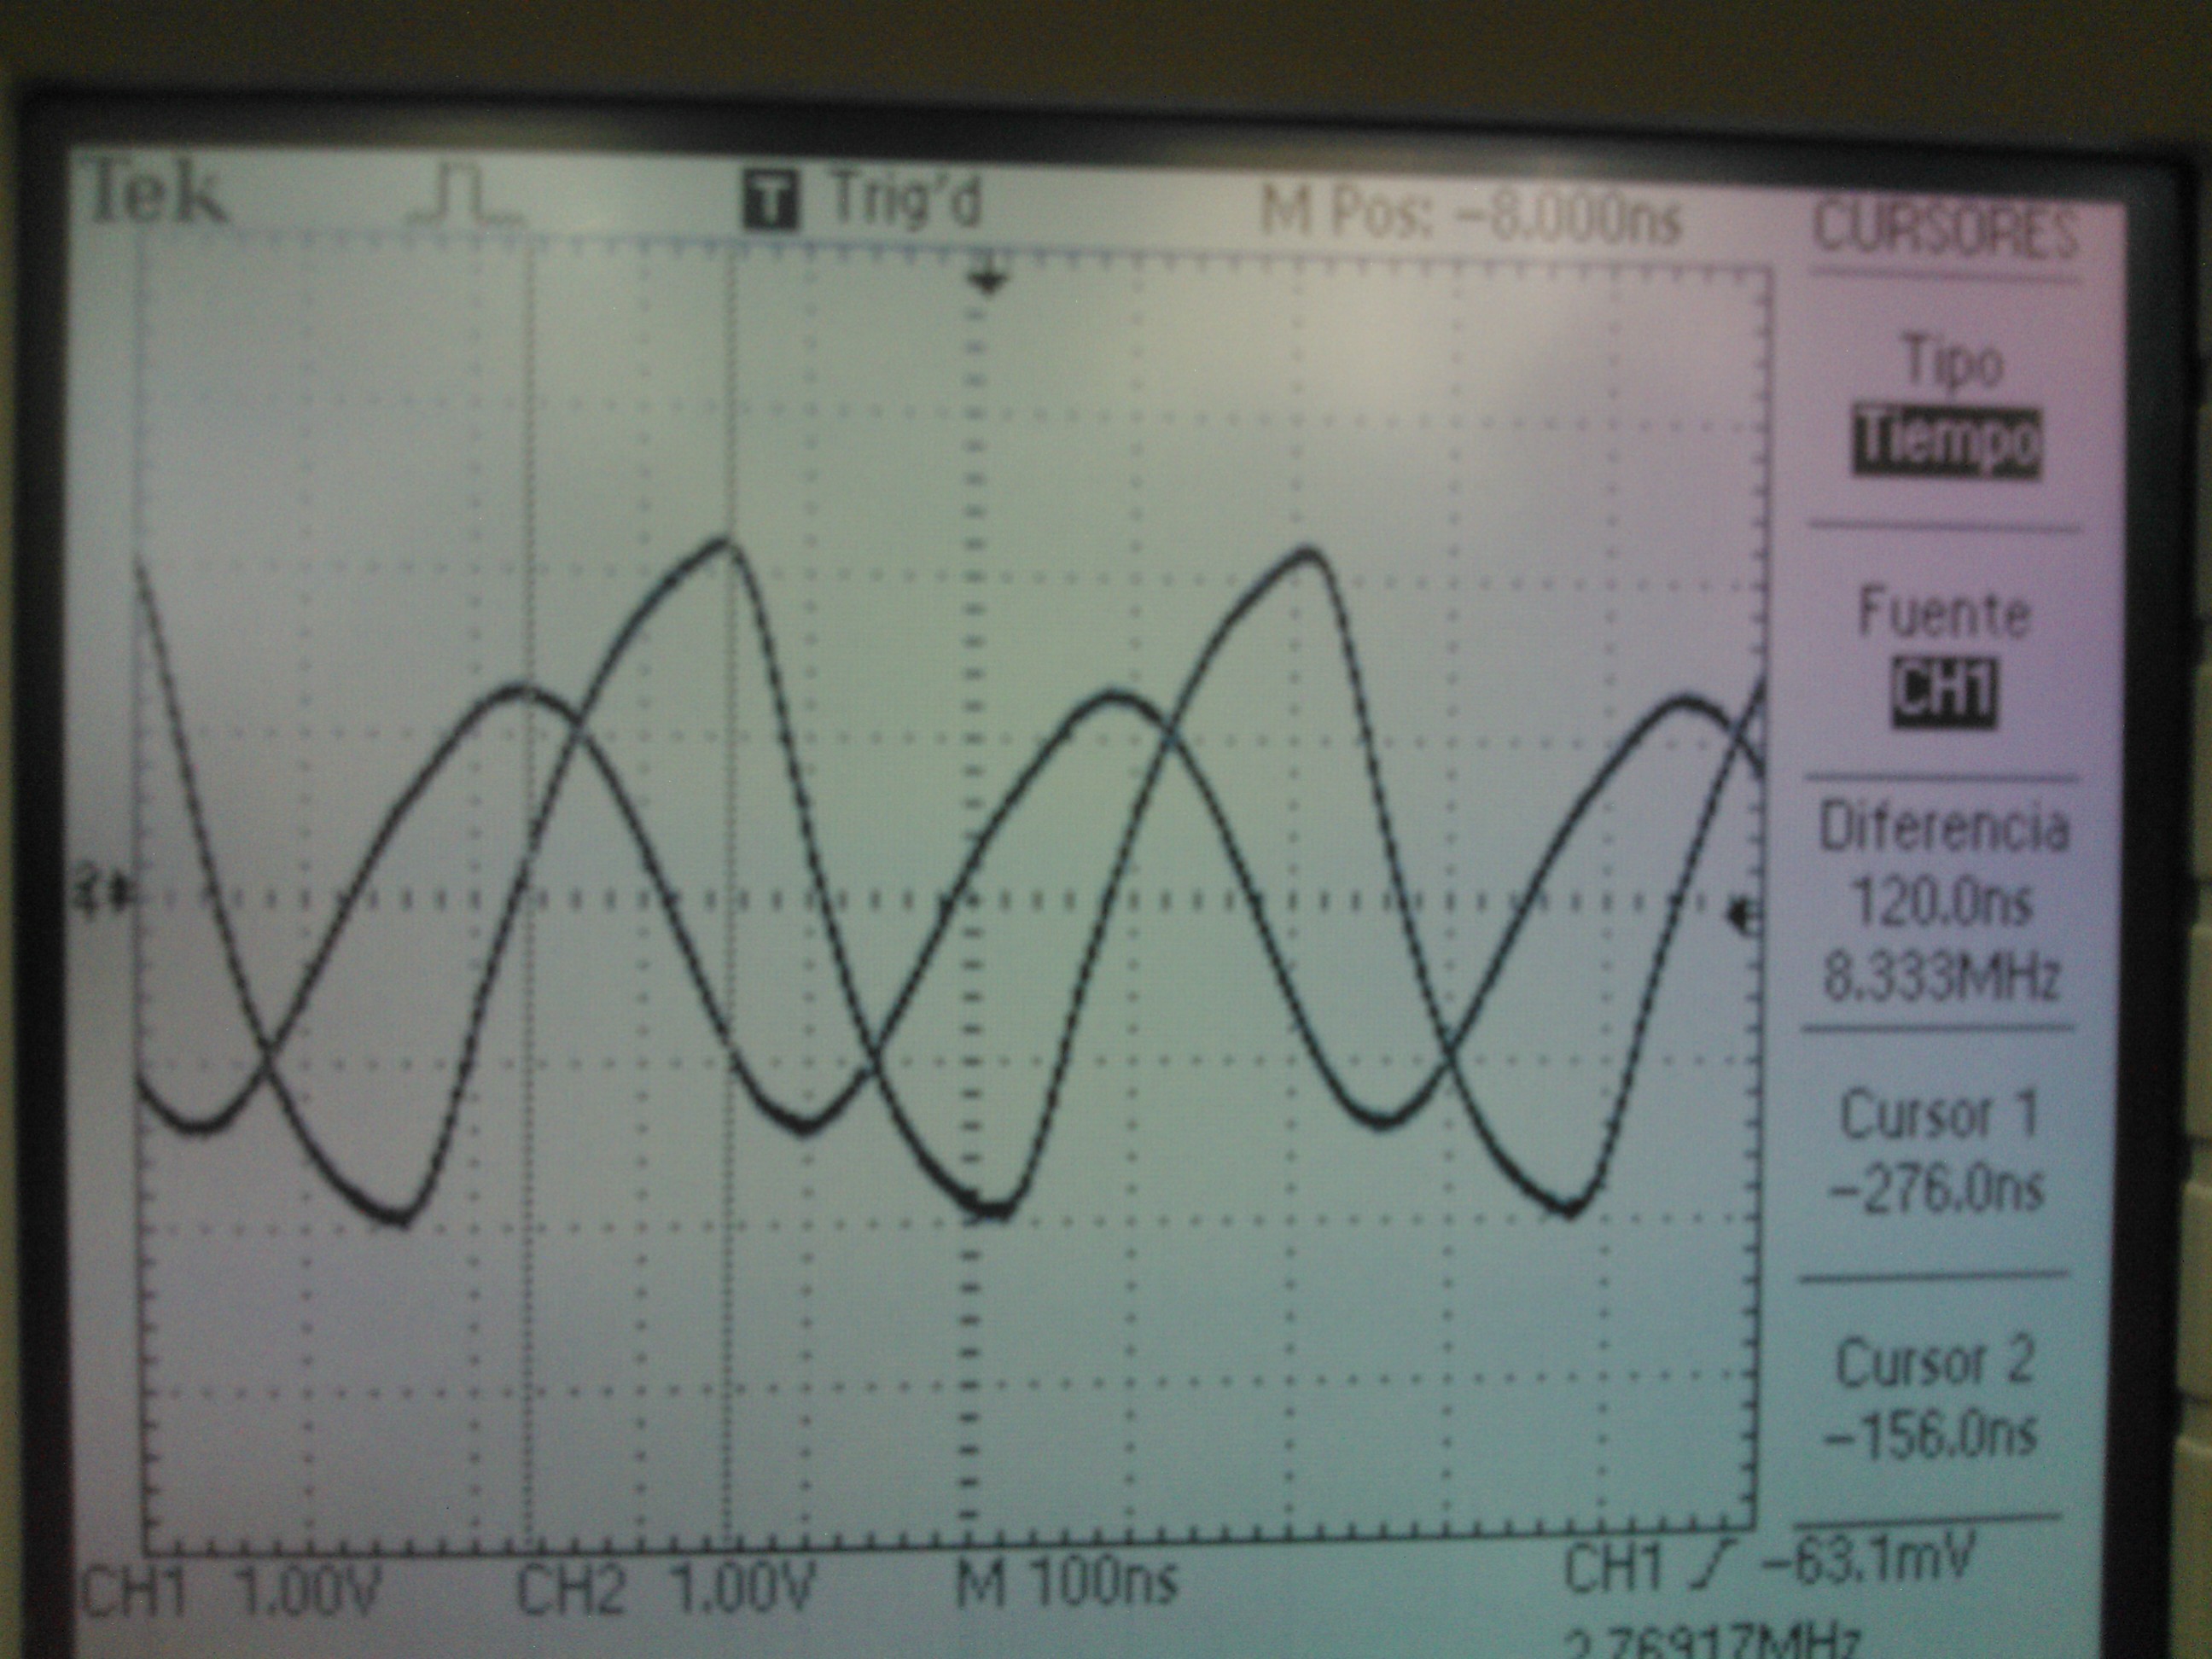 Tek T Trig'd M Pos: -8.000ns CURSORES
Tipo
Tiempo
Fuente
CH1
Diferencia
120.0ns
8.333MHz
Cursor 1
-276.0ns
Cursor 2
-156.0ns
CH1 1.00V CH2 1.00V M 100ns CH1 -63.1mV
2.76917MHz